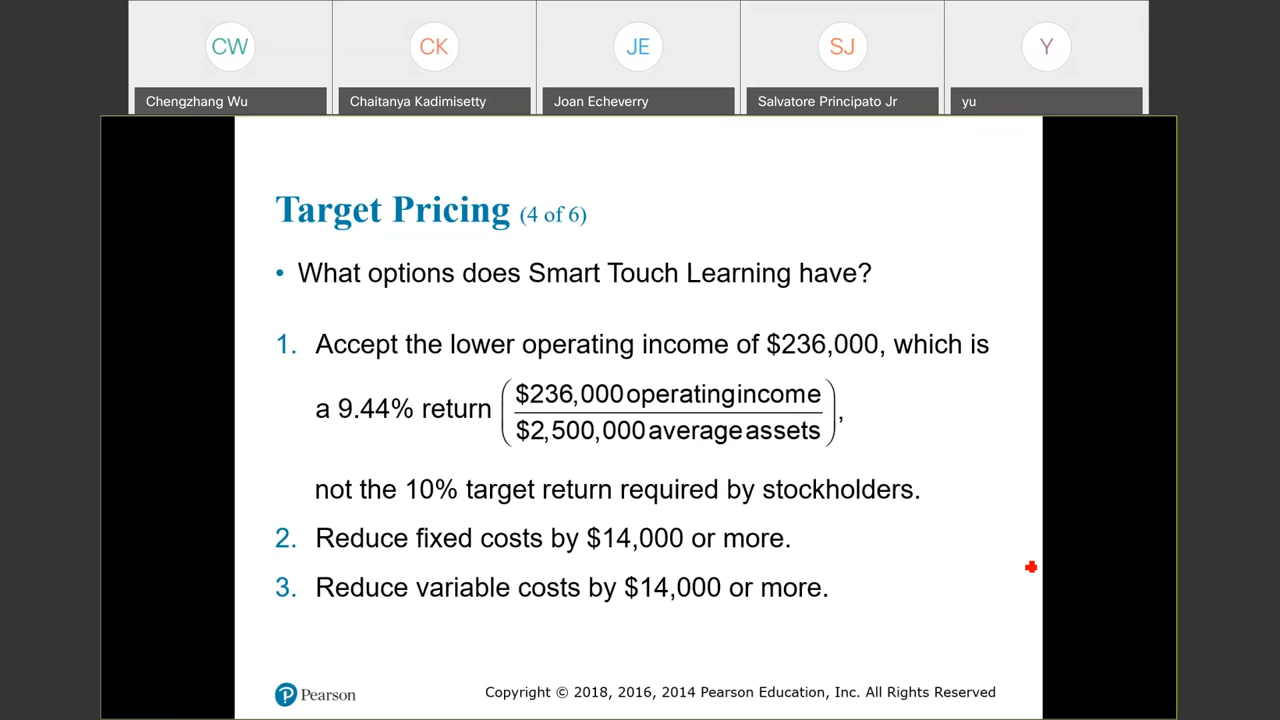 CW
CK
JE
SJ
Y
Chengzhang Wu
Chaitanya Kadimisetty
Joan Echeverry
Salvatore Principato Jr
yu
Target Pricing (4 of 6)
• What options does Smart Touch Learning have?
1. Accept the lower operating income of $236,000, which is
a 9.44% return ($236,000 operating income
$2,500,000 average assets),
not the 10% target return required by stockholders.
2. Reduce fixed costs by $14,000 or more.
3. Reduce variable costs by $14,000 or more.
P Pearson
Copyright © 2018, 2016, 2014 Pearson Education, Inc. All Rights Reserved